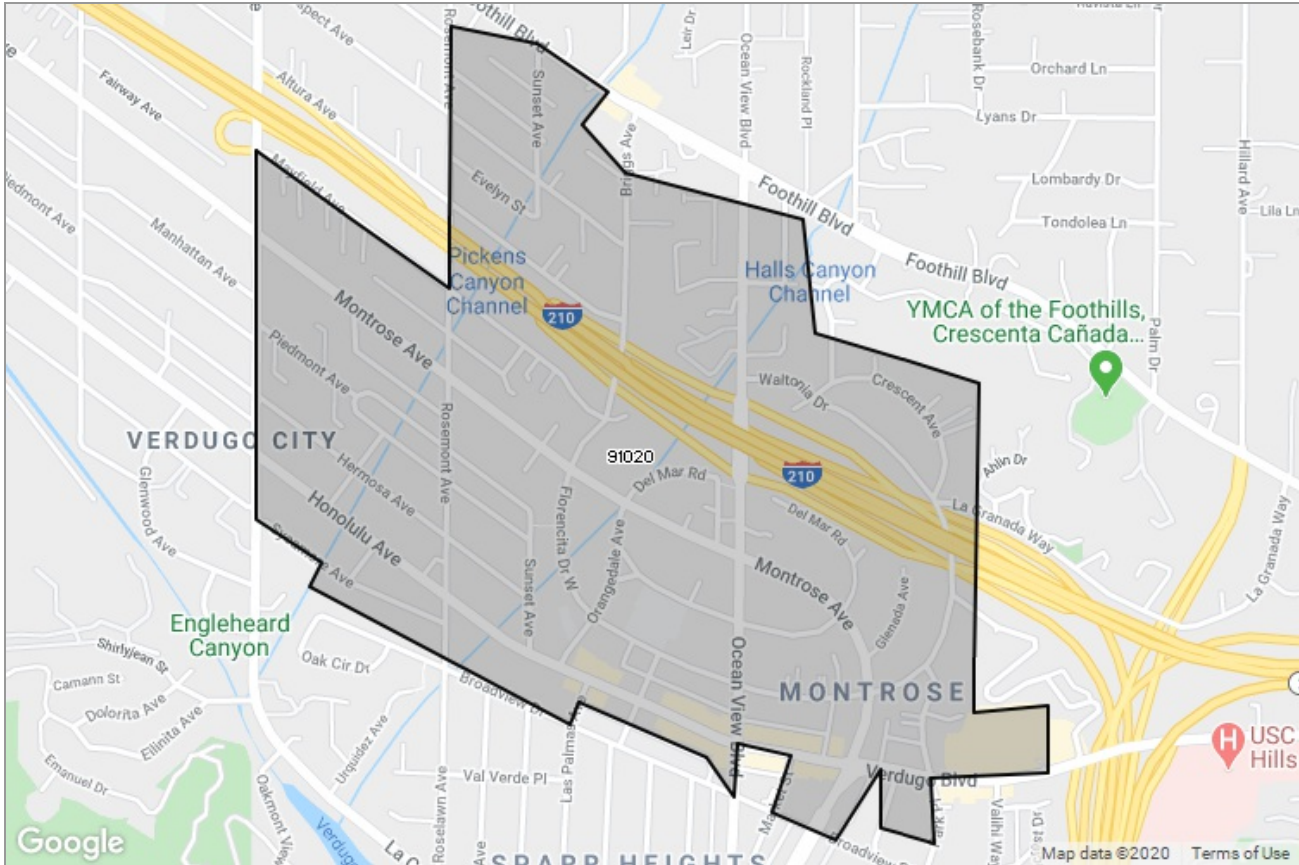 Foothill Blvd
Leir Dr
Ocean View Blvd
Rockland Pl
Rosebank Dr
Orchard Ln
Lyans Dr
Hillard Ave
Lombardy Dr
Lila Ln
Tondolea Ln
Fairway Ave
Altura Ave
Rosemont Ave
Sunset Ave
Briggs Ave
Mayfield Ave
Evelyn St
Foothill Blvd
Foothill Blvd
Piedmont Ave
Manhattan Ave
Pickens
Canyon
Channel
Halls Canyon
Channel
210
YMCA of the Foothills,
Crescenta Cañada...
Palm Dr
Montrose Ave
Piedmont Ave
Waltonia Dr
Crescent Ave
VERDUGO CITY
Rosemont Ave
91020
210
Ahlin Dr
Hermosa Ave
Del Mar Rd
Glenwood Ave
Honolulu Ave
Florencita Dr W
Del Mar Rd
La Granada Way
La Granada Way
Sycamore Ave
Orangedale Ave
Sunset Ave
Montrose Ave
Glenada Ave
Engleheard
Canyon
Shirlyjean St
Oak Cir Dr
Ocean View Blvd
Camann St
Dolorita Ave
Eilinita Ave
Broadview Dr
MONTROSE
Urquidez Ave
Las Palmas Ave
H
USC
Hills
Emanuel Dr
Val Verde Pl
Verdugo Blvd
Roselawn Ave
Valihi Way
Broadview
Google
SPARR HEIGHTS
Map data ©2020
Terms of Use